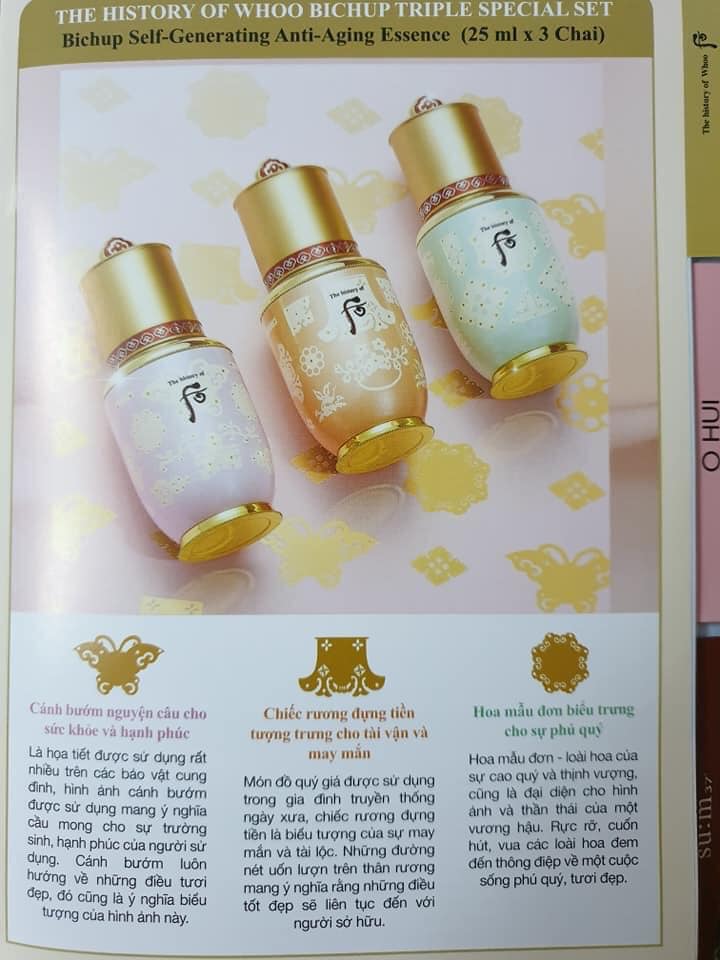 THE HISTORY OF WHOO BICHUP TRIPLE SPECIAL SET
Bichup Self-Generating Anti-Aging Essence (25 ml x 3 Chai)
The history of
The history of
The history of
Cánh bướm nguyện cầu cho
sức khỏe và hạnh phúc
Là họa tiết được sử dụng rất
nhiều trên các báo vật cung
đình, hình ảnh cánh bướm
được sử dụng mang ý nghĩa
cầu mong cho sự trường
sinh, hạnh phúc của người sử
dụng. Cánh bướm luôn
hướng về những điều tươi
đẹp, đó cũng là ý nghĩa biểu
tượng của hình ảnh này.
Chiếc rương đựng tiền
tượng trưng cho tài vận và
may mắn
Món đồ quý giá được sử dụng
trong gia đình truyền thống
ngày xưa, chiếc rương đựng
tiền là biểu tượng của sự may
mắn và tài lộc. Những đường
nét uốn lượn trên thân rương
mang ý nghĩa rằng những điều
tốt đẹp sẽ liên tục đến với
người sở hữu.
Hoa mẫu đơn biểu trưng
cho sự phú quý
Hoa mẫu đơn - loài hoa của
sự cao quý và thịnh vượng,
cũng là đại diện cho hình
ảnh và thần thái của một
vương hậu. Rực rỡ, cuốn
hút, vua các loài hoa đem
đến thông điệp về một cuộc
sống phú quý, tươi đẹp.
The history of Whoo
O HUI
su:m37°